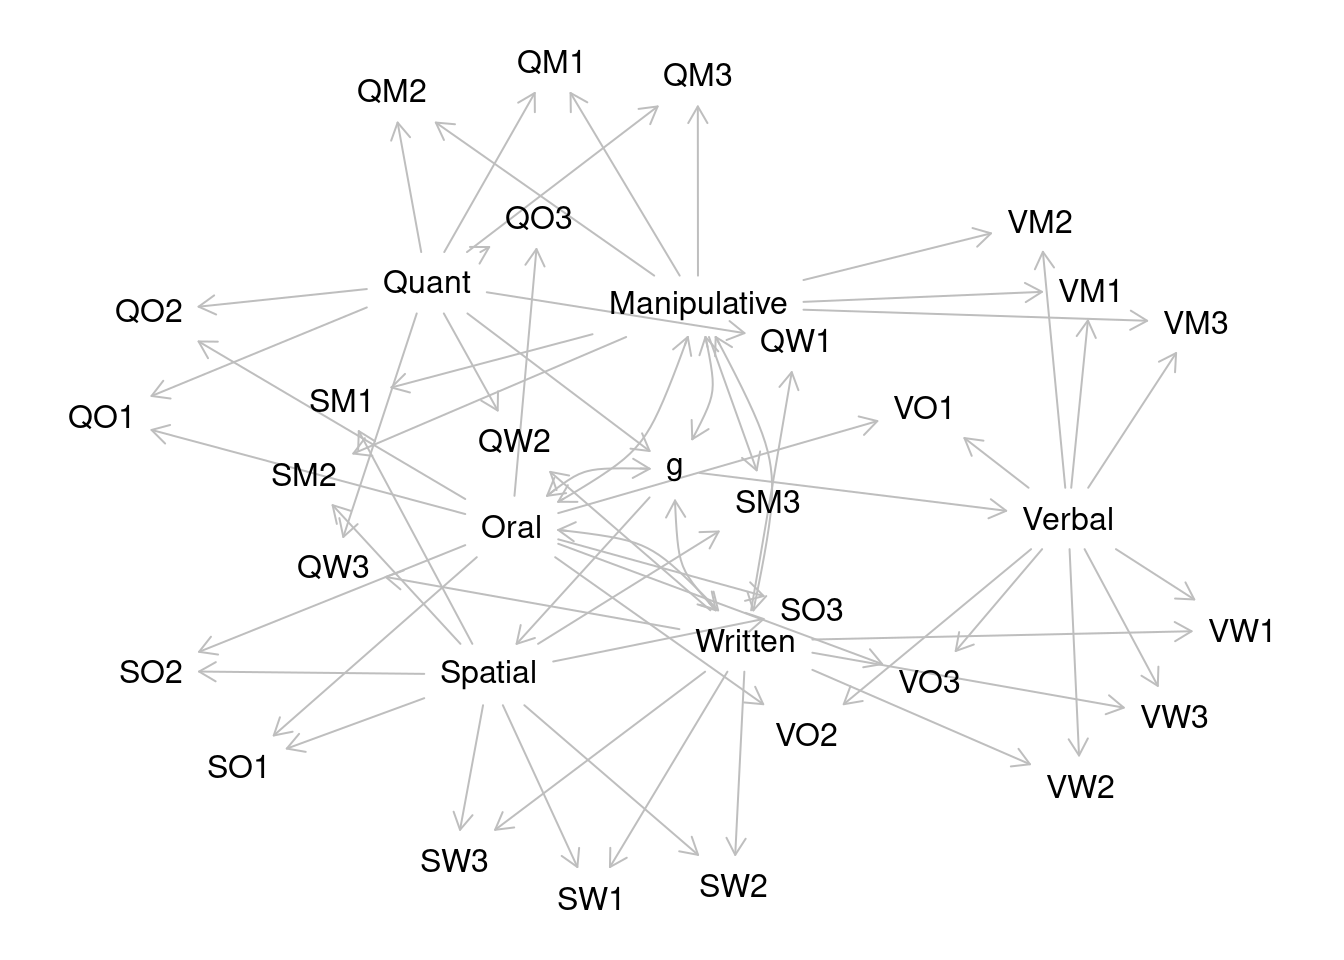 QM1
QM3
QM2
QO3
VM2
Quant
VM1
Manipulative
QO2
VM3
QW1
SM1
VO1
QO1
QW2
g
SM2
SM3
Verbal
Oral
QW3
SO3
VW1
Written
SO2
Spatial
VO3
VW3
VO2
SO1
VW2
SW3
SW2
SW1